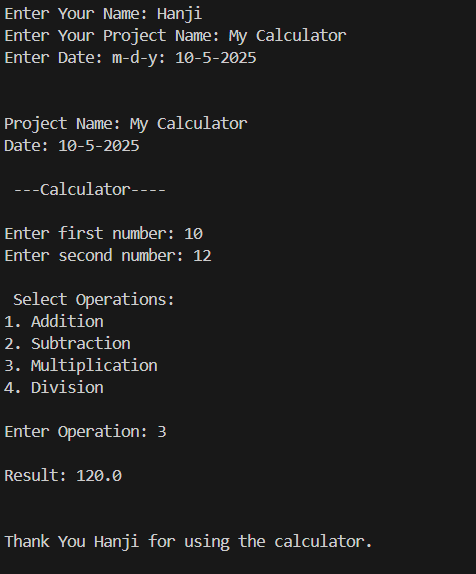 Enter Your Name: Hanji
Enter Your Project Name: My Calculator
Enter Date: m-d-y: 10-5-2025
Project Name: My Calculator
Date: 10-5-2025
---Calculator----
Enter first number: 10
Enter second number: 12
Select Operations:
1. Addition
2. Subtraction
3. Multiplication
4. Division
Enter Operation: 3
Result: 120.0
Thank You Hanji for using the calculator.